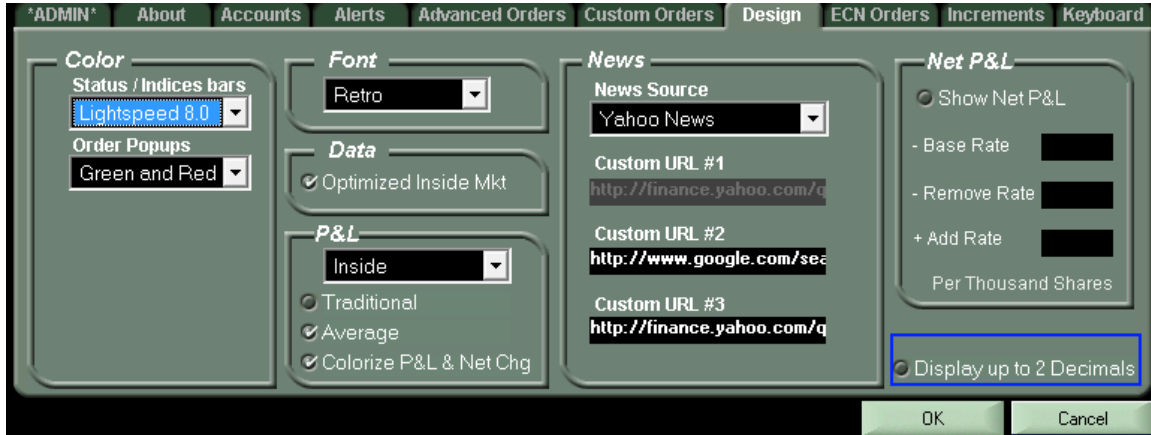 *ADMIN* About Accounts Alerts Advanced Orders Custom Orders Design ECN Orders Increments Keyboard
Color
Status / Indices bars
Lightspeed 8.0
Order Popups
Green and Red
Font
Retro
Data
Optimized Inside Mkt
P&L
Inside
Traditional
Average
Colorize P&L & Net Chg
News
News Source
Yahoo News
Custom URL #1
http://finance.yahoo.com/q
Custom URL #2
http://www.google.com/sea
Custom URL #3
http://finance.yahoo.com/q
Net P&L
Show Net P&L
- Base Rate
- Remove Rate
+ Add Rate
Per Thousand Shares
Display up to 2 Decimals
OK Cancel